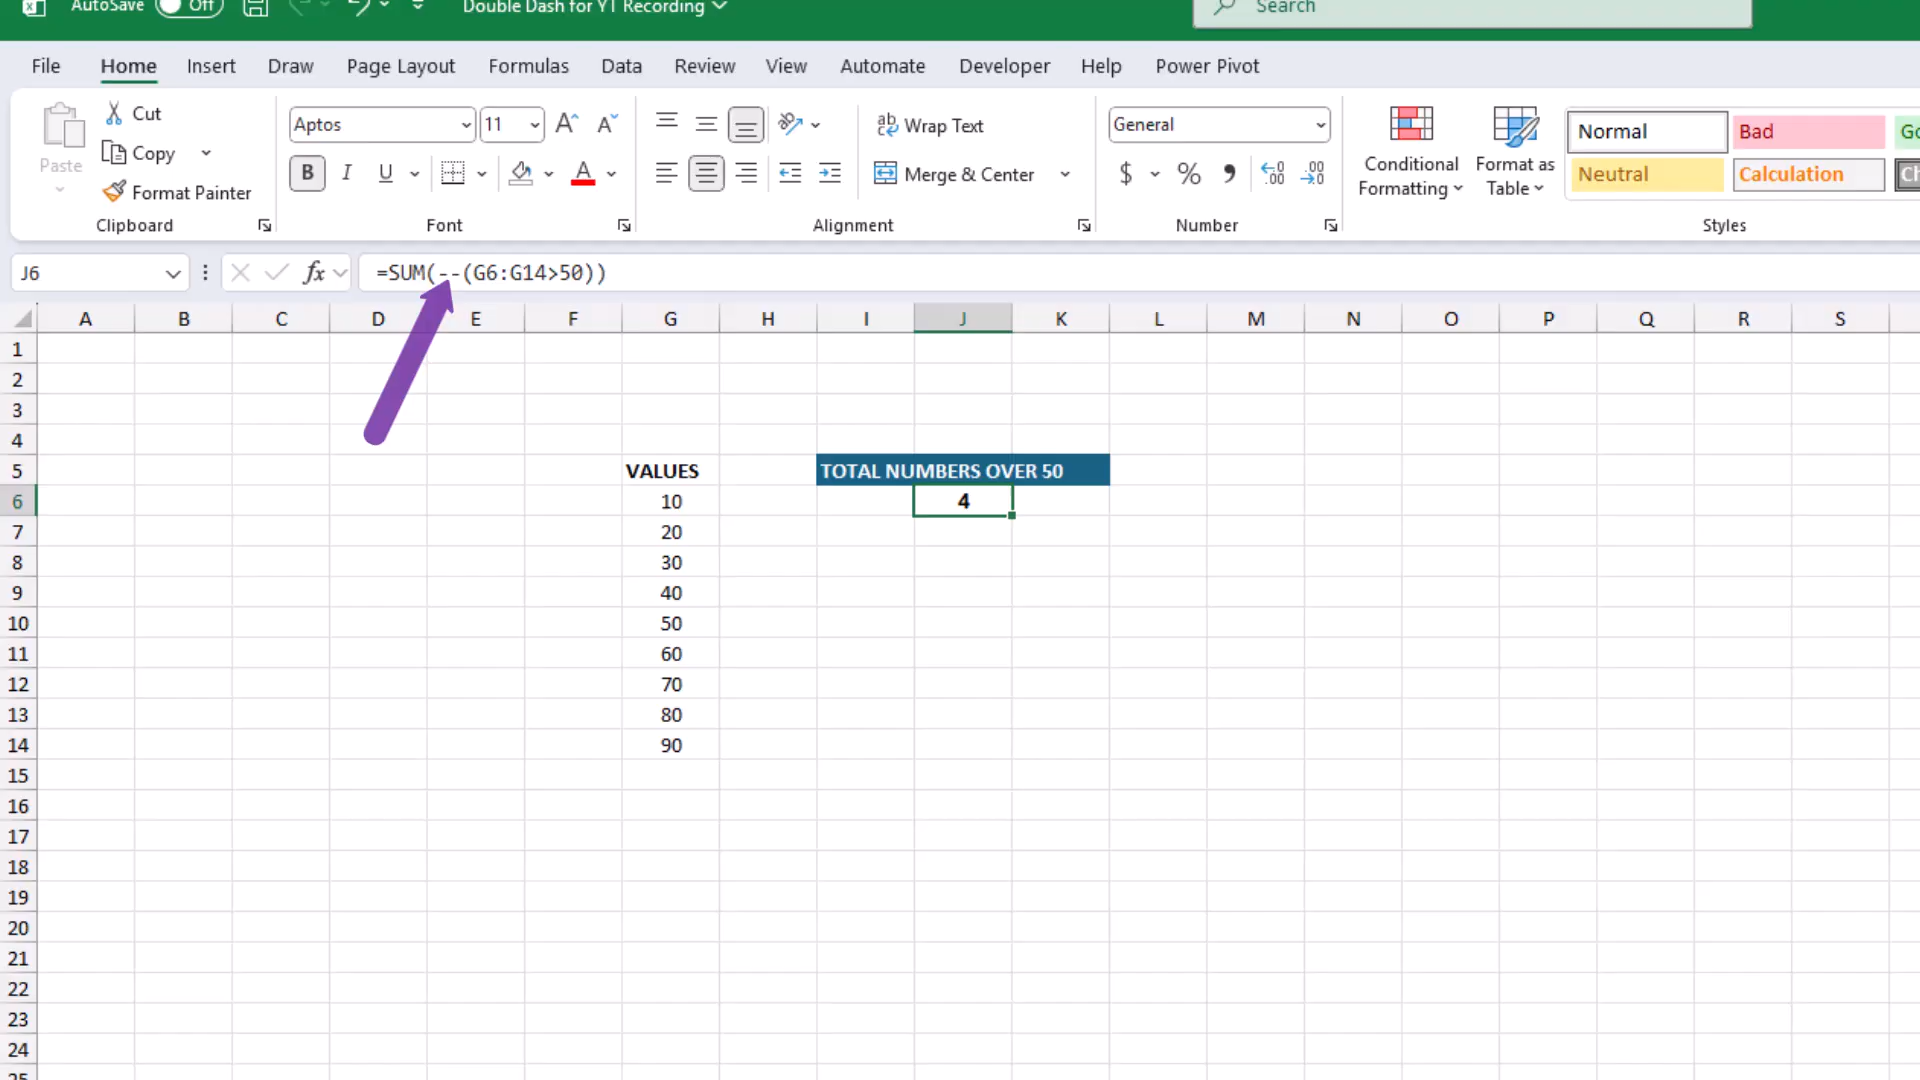 AutoSave Off Double Dash for YT Recording Search
File Home Insert Draw Page Layout Formulas Data Review View Automate Developer Help Power Pivot
Paste
Cut
Copy
Format Painter
Clipboard
Aptos 11
B I U A
Font
Wrap Text
Merge & Center
Alignment
General
$ %
Number
Conditional
Formatting
Format as
Table
Normal Bad
Neutral Calculation
Styles
J6 fx =SUM(--(G6:G14>50))
A B C D E F G H I J K L M N O P Q R S
1
2
3
4
5 VALUES TOTAL NUMBERS OVER 50
6 10 4
7 20
8 30
9 40
10 50
11 60
12 70
13 80
14 90
15
16
17
18
19
20
21
22
23
24
25